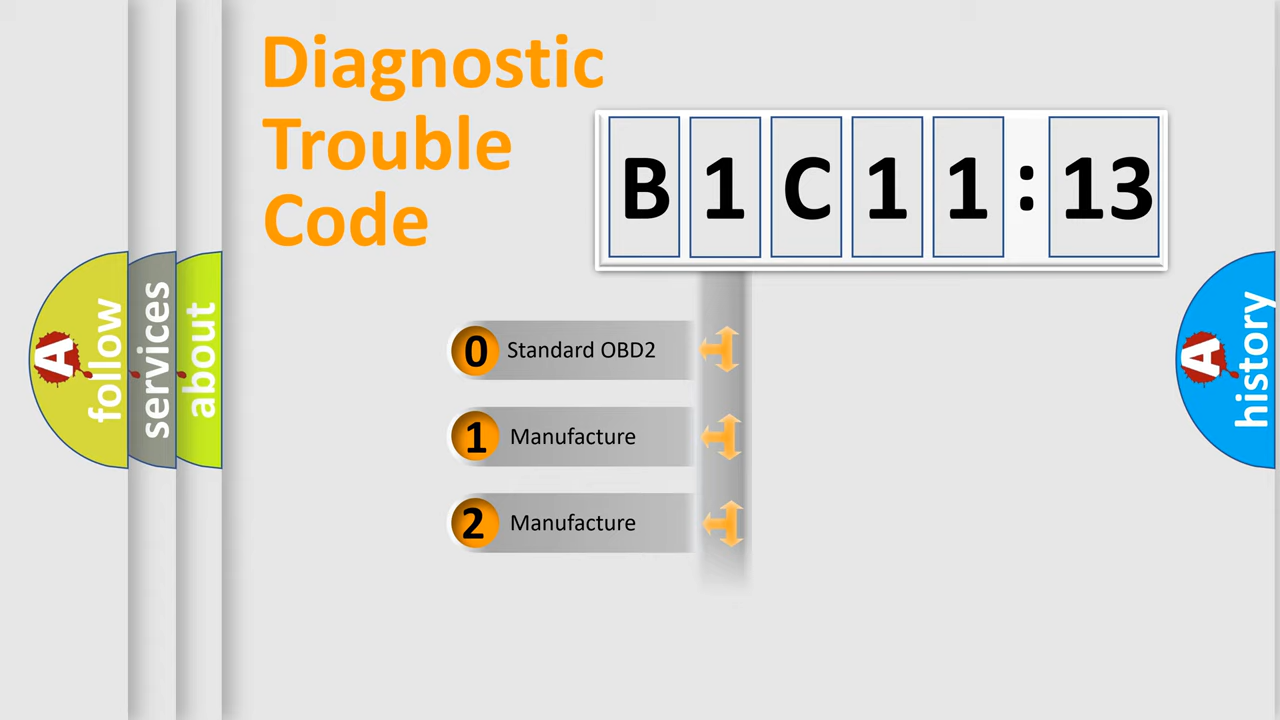 Diagnostic
Trouble
Code
B 1 C 1 1 : 13
0 Standard OBD2
1 Manufacture
2 Manufacture
A follow
services
about
A history